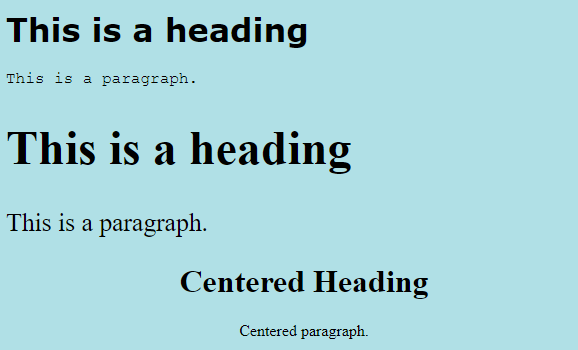 This is a heading
This is a paragraph.
This is a heading
This is a paragraph.
Centered Heading
Centered paragraph.